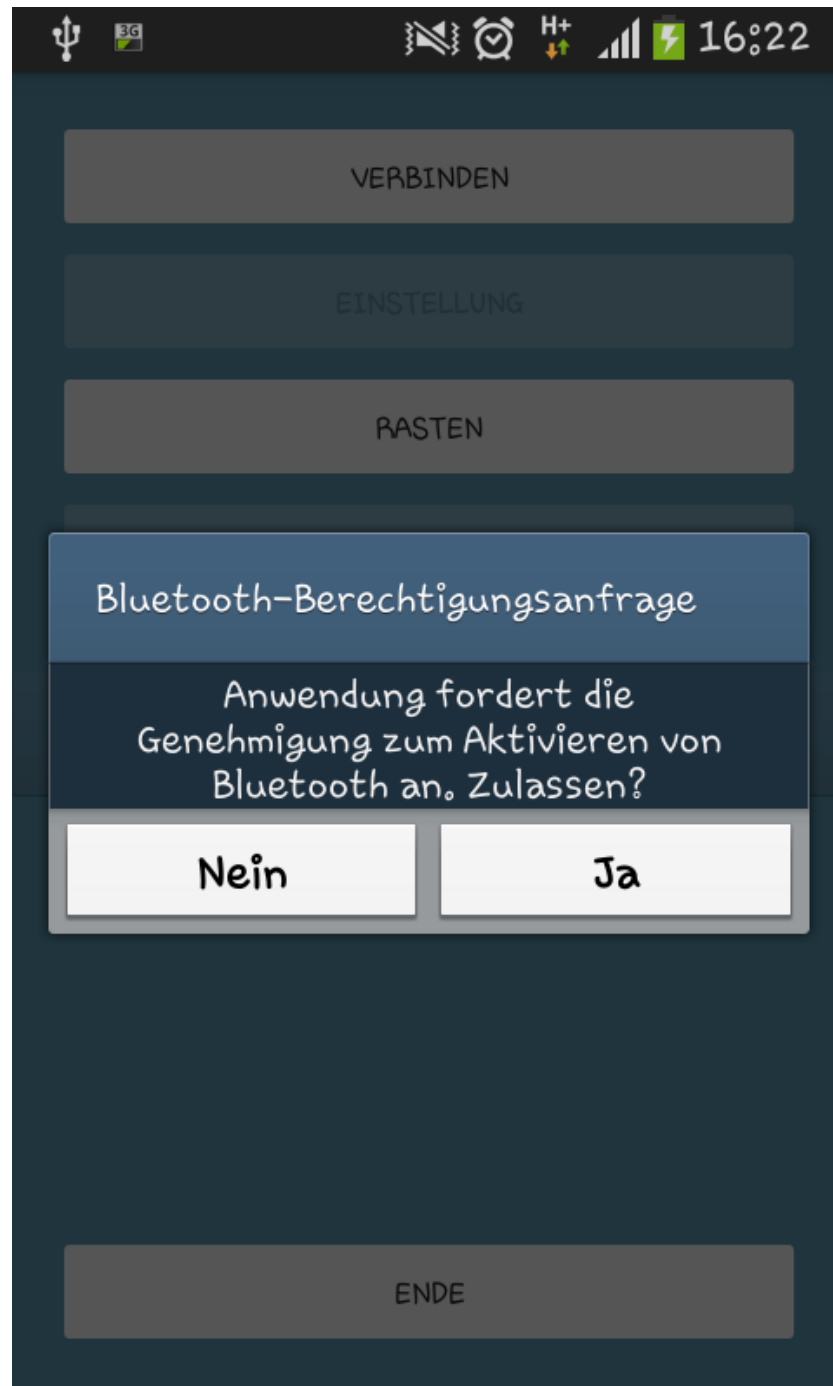 3G
H+
16:22
VERBINDEN
EINSTELLUNG
RASTEN
Bluetooth-Berechtigungsanfrage
Anwendung fordert die
Genehmigung zum Aktivieren von
Bluetooth an. Zulassen?
Nein
Ja
ENDE